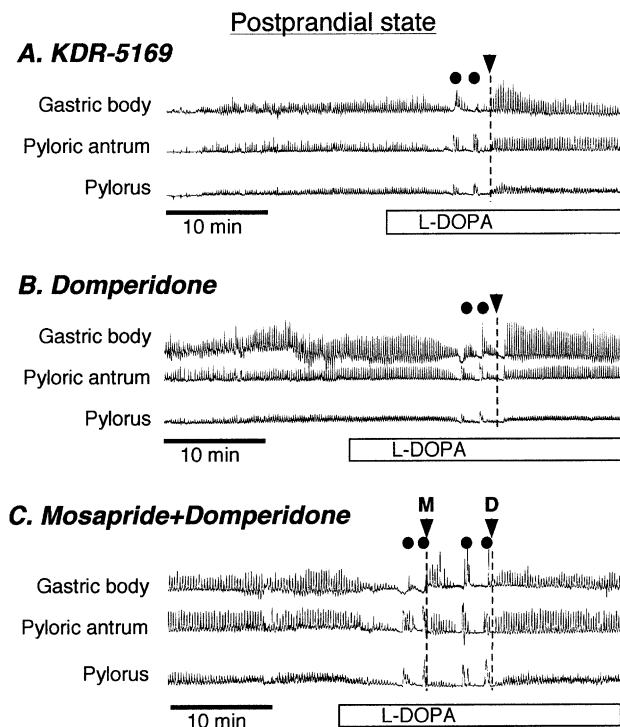 Postprandial state
A. KDR-5169
Gastric body
Pyloric antrum
Pylorus
10 min
L-DOPA
B. Domperidone
Gastric body
Pyloric antrum
Pylorus
10 min
L-DOPA
M D
C. Mosapride+Domperidone
Gastric body
Pyloric antrum
Pylorus
10 min
L-DOPA